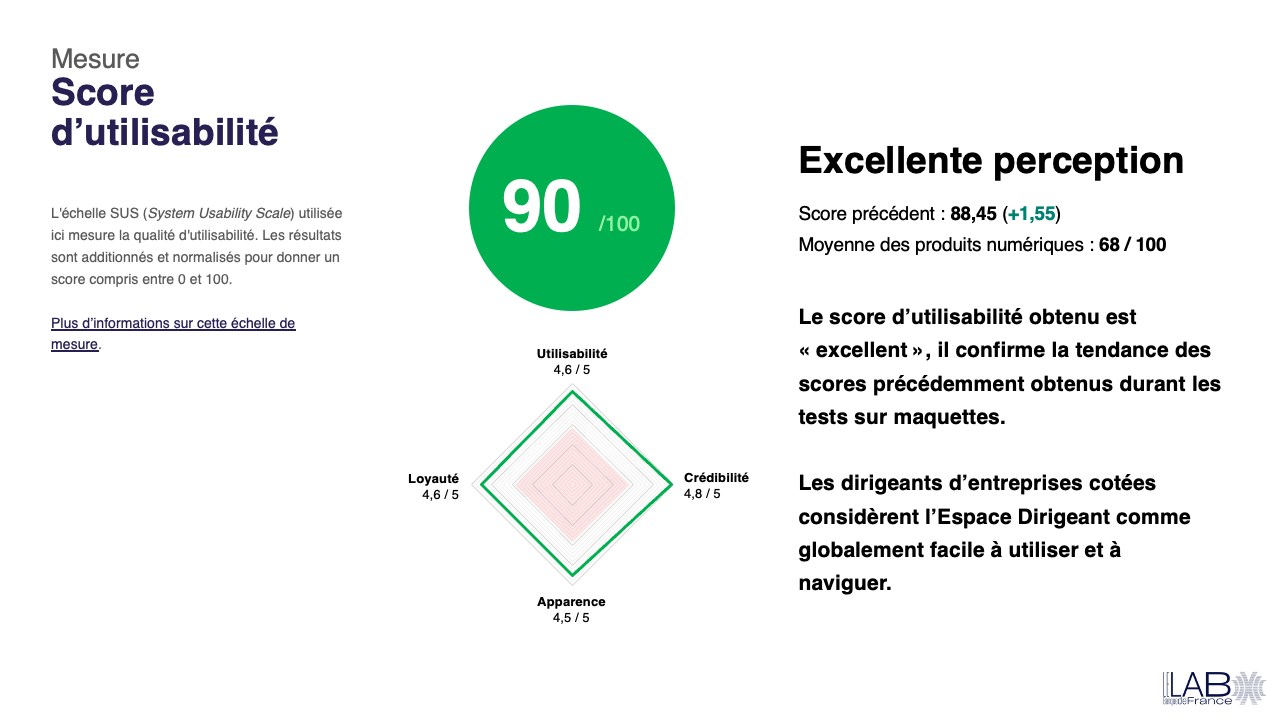 Mesure
Score
d’utilisabilité
L'échelle SUS (System Usability Scale) utilisée
ici mesure la qualité d'utilisabilité. Les résultats
sont additionnés et normalisés pour donner un
score compris entre 0 et 100.
Plus d’informations sur cette échelle de
mesure.
90 /100
Utilisabilité
4,6 / 5
Loyauté
4,6 / 5
Crédibilité
4,8 / 5
Apparence
4,5 / 5
Excellente perception
Score précédent : 88,45 (+1,55)
Moyenne des produits numériques : 68 / 100
Le score d’utilisabilité obtenu est
« excellent », il confirme la tendance des
scores précédemment obtenus durant les
tests sur maquettes.
Les dirigeants d’entreprises cotées
considèrent l’Espace Dirigeant comme
globalement facile à utiliser et à
naviguer.
LAB
France